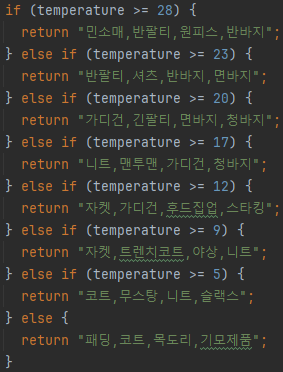 if (temperature >= 28) {
  return "민소매,반팔티,원피스,반바지";
} else if (temperature >= 23) {
  return "반팔티,셔츠,반바지,면바지";
} else if (temperature >= 20) {
  return "가디건,긴팔티,면바지,청바지";
} else if (temperature >= 17) {
  return "니트,맨투맨,가디건,청바지";
} else if (temperature >= 12) {
  return "자켓,가디건,후드집업,스타킹";
} else if (temperature >= 9) {
  return "자켓,트렌치코트,야상,니트";
} else if (temperature >= 5) {
  return "코트,무스탕,니트,슬랙스";
} else {
  return "패딩,코트,목도리,기모제품";
}